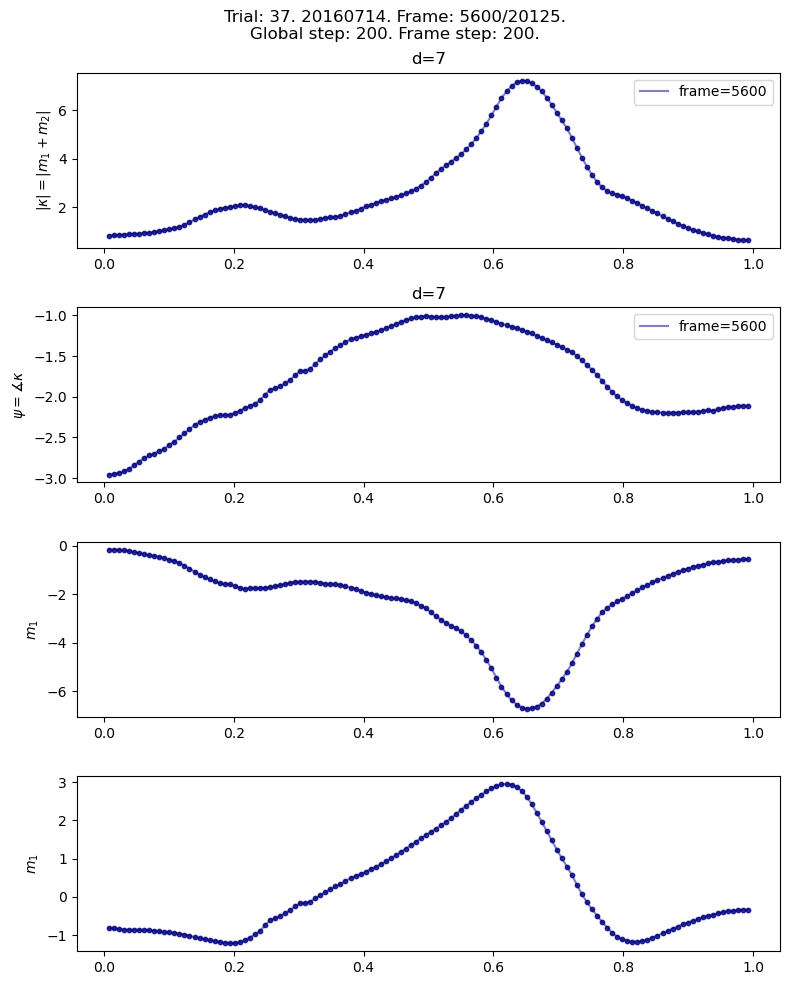 Trial: 37. 20160714. Frame: 5600/20125.
Global step: 200. Frame step: 200.
d=7
|κ| = |m₁ + m₂|
6
4
2
frame=5600
0.0 0.2 0.4 0.6 0.8 1.0
d=7
ψ = ∡κ
−1.0
−1.5
−2.0
−2.5
−3.0
frame=5600
0.0 0.2 0.4 0.6 0.8 1.0
m₁
0
−2
−4
−6
0.0 0.2 0.4 0.6 0.8 1.0
m₁
3
2
1
0
−1
0.0 0.2 0.4 0.6 0.8 1.0